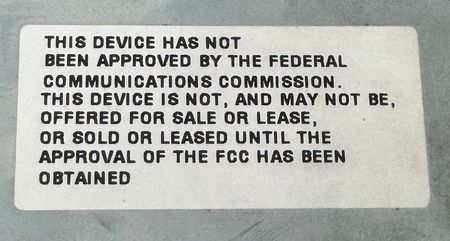 THIS DEVICE HAS NOT
BEEN APPROVED BY THE FEDERAL
COMMUNICATIONS COMMISSION.
THIS DEVICE IS NOT, AND MAY NOT BE,
OFFERED FOR SALE OR LEASE,
OR SOLD OR LEASED UNTIL THE
APPROVAL OF THE FCC HAS BEEN
OBTAINED